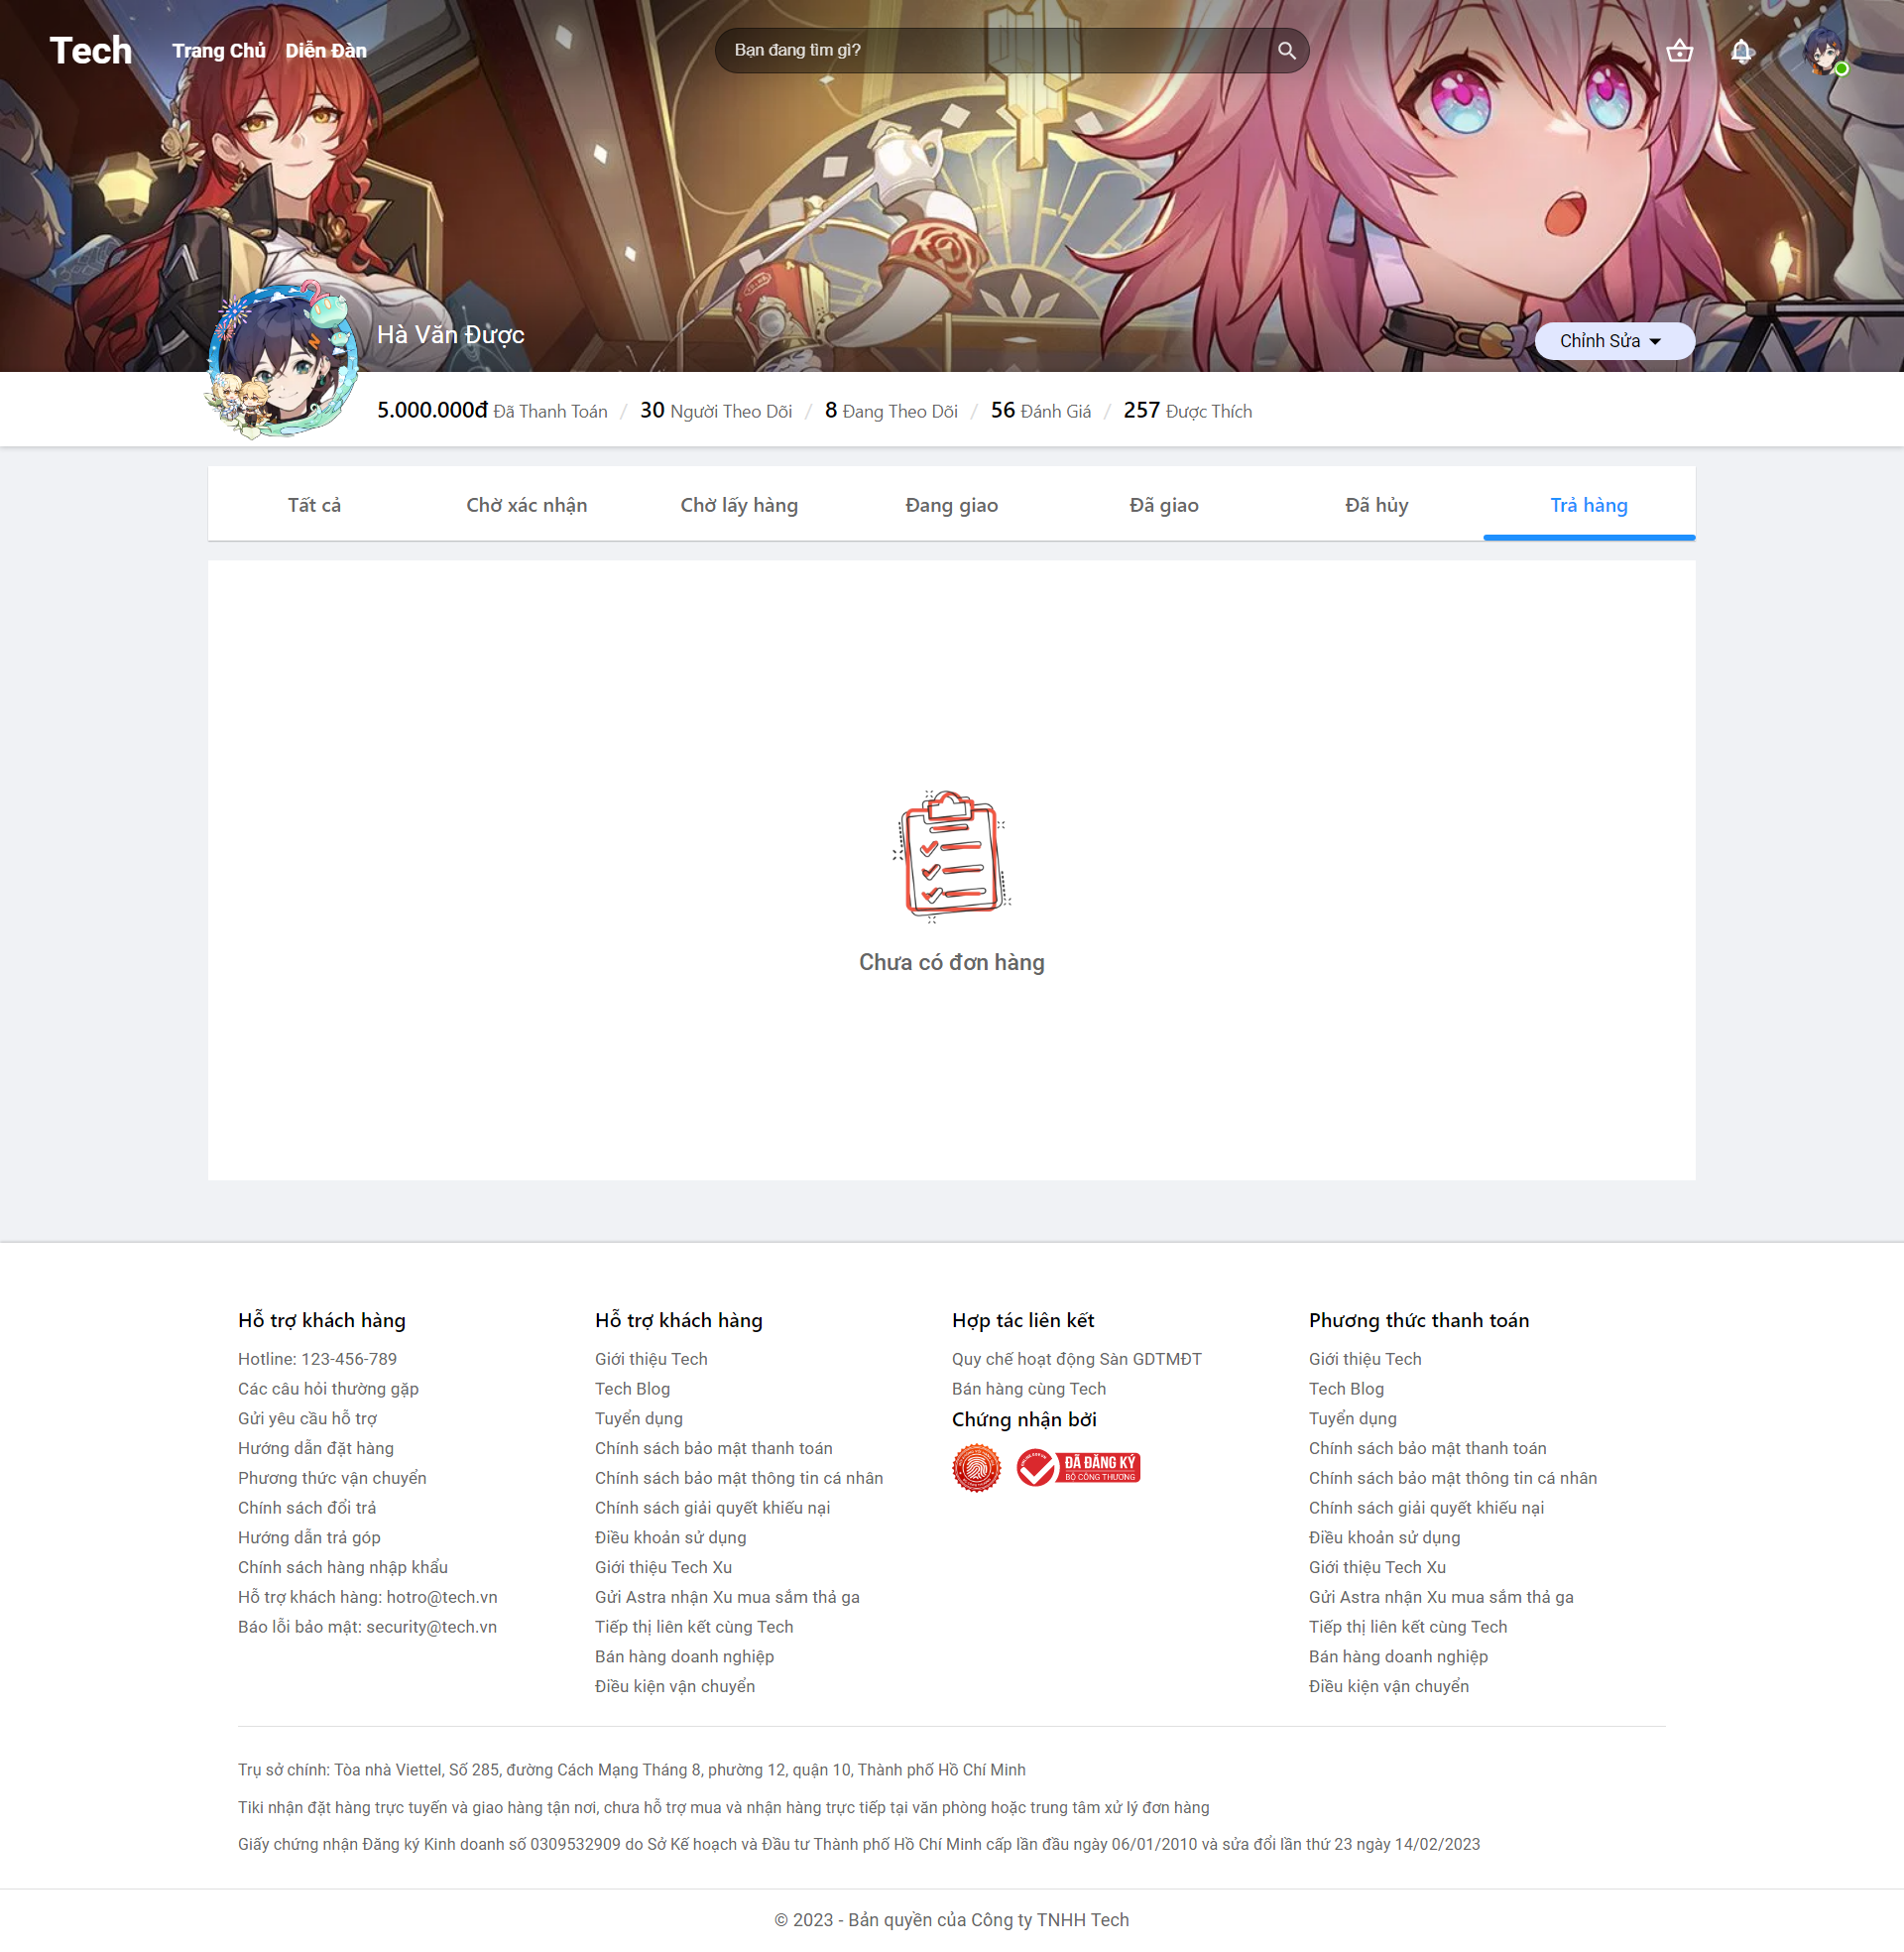 Tech
Trang Chủ
Diễn Đàn
Bạn đang tìm gì?
Hà Văn Được
Chỉnh Sửa
5.000.000đ Đã Thanh Toán / 30 Người Theo Dõi / 8 Đang Theo Dõi / 56 Đánh Giá / 257 Được Thích
Tất cả
Chờ xác nhận
Chờ lấy hàng
Đang giao
Đã giao
Đã hủy
Trả hàng
Chưa có đơn hàng
Hỗ trợ khách hàng
Hotline: 123-456-789
Các câu hỏi thường gặp
Gửi yêu cầu hỗ trợ
Hướng dẫn đặt hàng
Phương thức vận chuyển
Chính sách đổi trả
Hướng dẫn trả góp
Chính sách hàng nhập khẩu
Hỗ trợ khách hàng: hotro@tech.vn
Báo lỗi bảo mật: security@tech.vn
Hỗ trợ khách hàng
Giới thiệu Tech
Tech Blog
Tuyển dụng
Chính sách bảo mật thanh toán
Chính sách bảo mật thông tin cá nhân
Chính sách giải quyết khiếu nại
Điều khoản sử dụng
Giới thiệu Tech Xu
Gửi Astra nhận Xu mua sắm thả ga
Tiếp thị liên kết cùng Tech
Bán hàng doanh nghiệp
Điều kiện vận chuyển
Hợp tác liên kết
Quy chế hoạt động Sàn GDTMĐT
Bán hàng cùng Tech
Chứng nhận bởi
ĐÃ ĐĂNG KÝ
BỘ CÔNG THƯƠNG
Phương thức thanh toán
Giới thiệu Tech
Tech Blog
Tuyển dụng
Chính sách bảo mật thanh toán
Chính sách bảo mật thông tin cá nhân
Chính sách giải quyết khiếu nại
Điều khoản sử dụng
Giới thiệu Tech Xu
Gửi Astra nhận Xu mua sắm thả ga
Tiếp thị liên kết cùng Tech
Bán hàng doanh nghiệp
Điều kiện vận chuyển
Trụ sở chính: Tòa nhà Viettel, Số 285, đường Cách Mạng Tháng 8, phường 12, quận 10, Thành phố Hồ Chí Minh
Tiki nhận đặt hàng trực tuyến và giao hàng tận nơi, chưa hỗ trợ mua và nhận hàng trực tiếp tại văn phòng hoặc trung tâm xử lý đơn hàng
Giấy chứng nhận Đăng ký Kinh doanh số 0309532909 do Sở Kế hoạch và Đầu tư Thành phố Hồ Chí Minh cấp lần đầu ngày 06/01/2010 và sửa đổi lần thứ 23 ngày 14/02/2023
© 2023 - Bản quyền của Công ty TNHH Tech